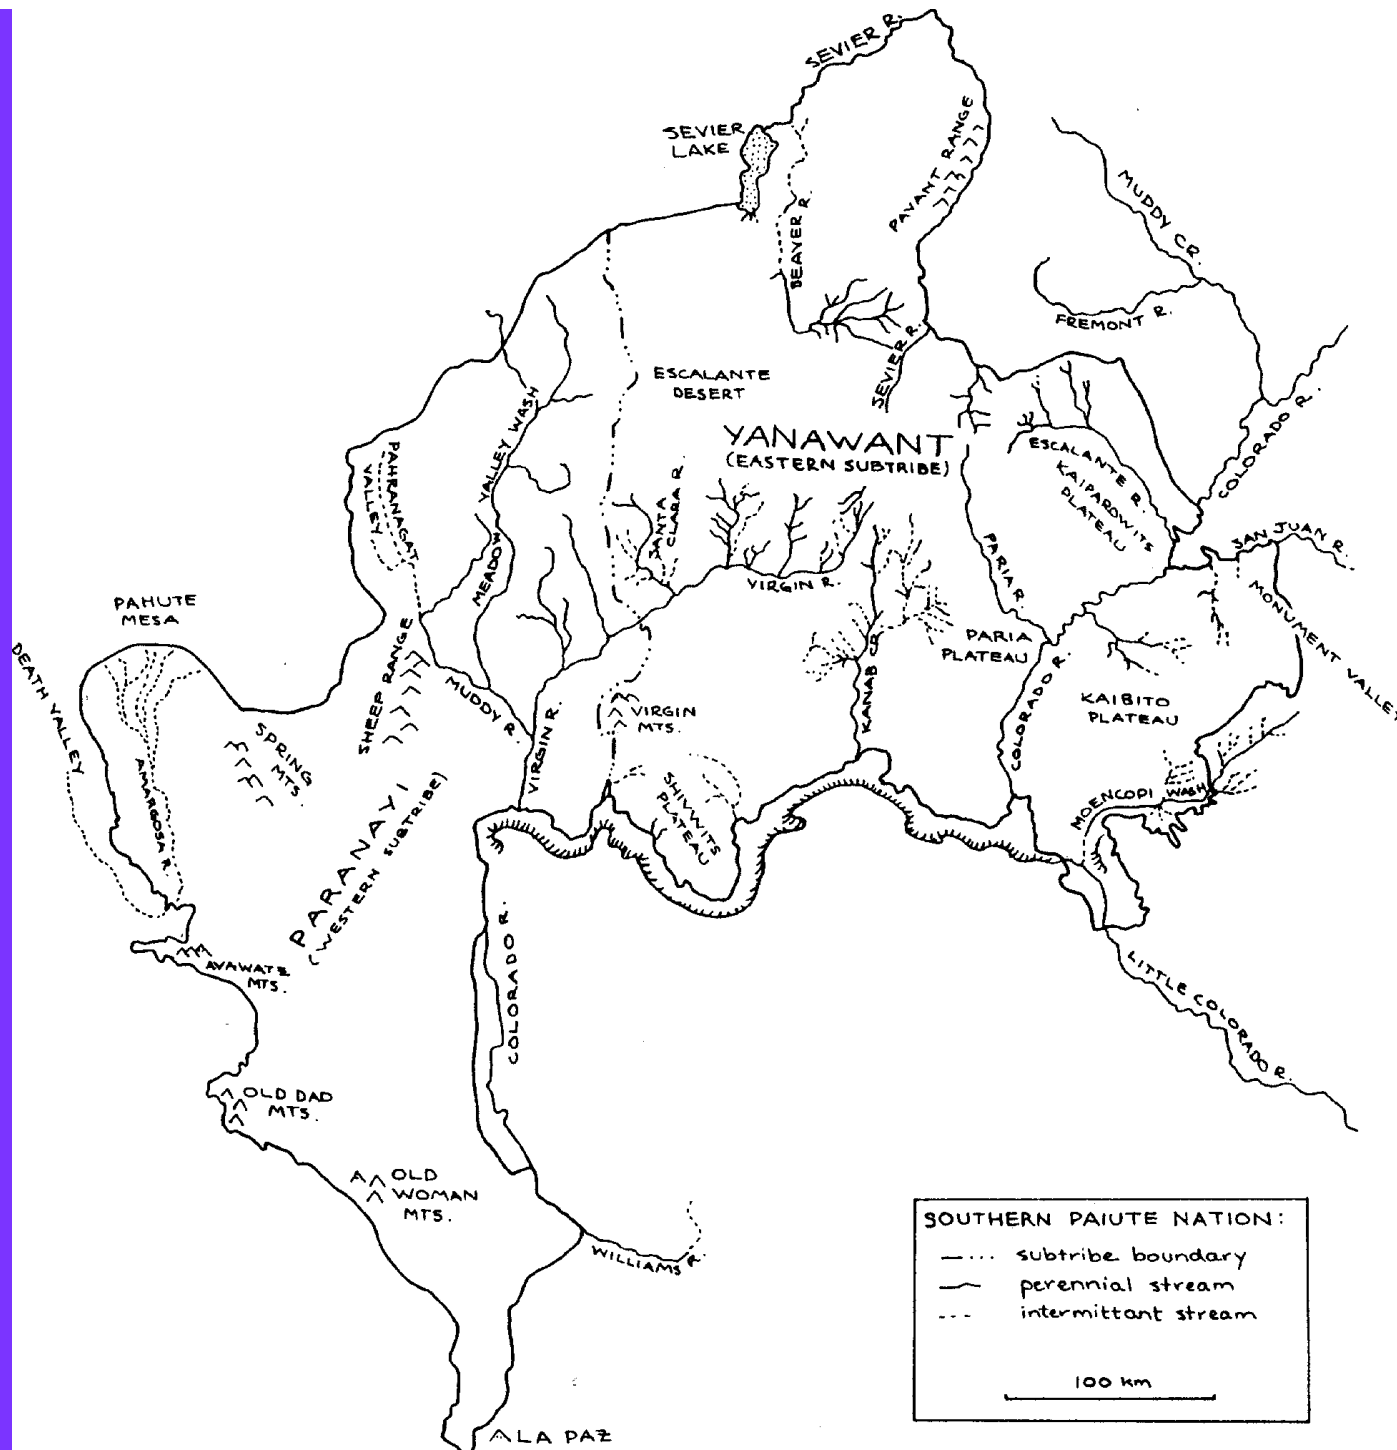 SEVIER R.
SEVIER
LAKE
PAVANT RANGE
BEAVER R.
MUDDY CR.
FREMONT R.
SEVIER R.
ESCALANTE
DESERT
COLORADO R.
YANAWANT
(EASTERN SUBTRIBE)
ESCALANTE R.
KAIPAROWITS
PLATEAU
MEADOW VALLEY WASH
PAHRANAGAT
VALLEY
SANTA
CLARA R.
VIRGIN R.
PARIA R.
SAN JUAN R.
MONUMENT VALLEY
PAHUTE
MESA
DEATH VALLEY
SHEEP RANGE
MUDDY R.
VIRGIN R.
VIRGIN
MTS.
KANAB CR.
PARIA
PLATEAU
COLORADO R.
KAIBITO
PLATEAU
SPRING
MTS.
AMARGOSA R.
PARANAYI
(WESTERN SUBTRIBE)
SHIVWITS
PLATEAU
MOENCOPI WASH
AVAWATZ
MTS.
COLORADO R.
LITTLE COLORADO R.
OLD DAD
MTS.
OLD
WOMAN
MTS.
WILLIAMS R.
LA PAZ
SOUTHERN PAIUTE NATION:
subtribe boundary
perennial stream
intermittant stream
100 km